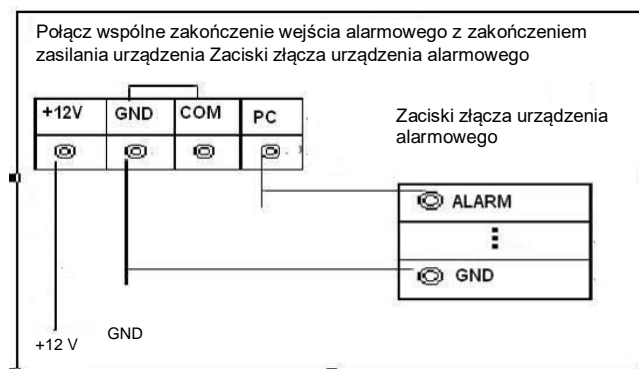 Połącz wspólne zakończenie wejścia alarmowego z zakończeniem
zasilania urządzenia Zaciski złącza urządzenia alarmowego
+12V GND COM PC
Zaciski złącza urządzenia
alarmowego
ALARM
GND
+12 V
GND